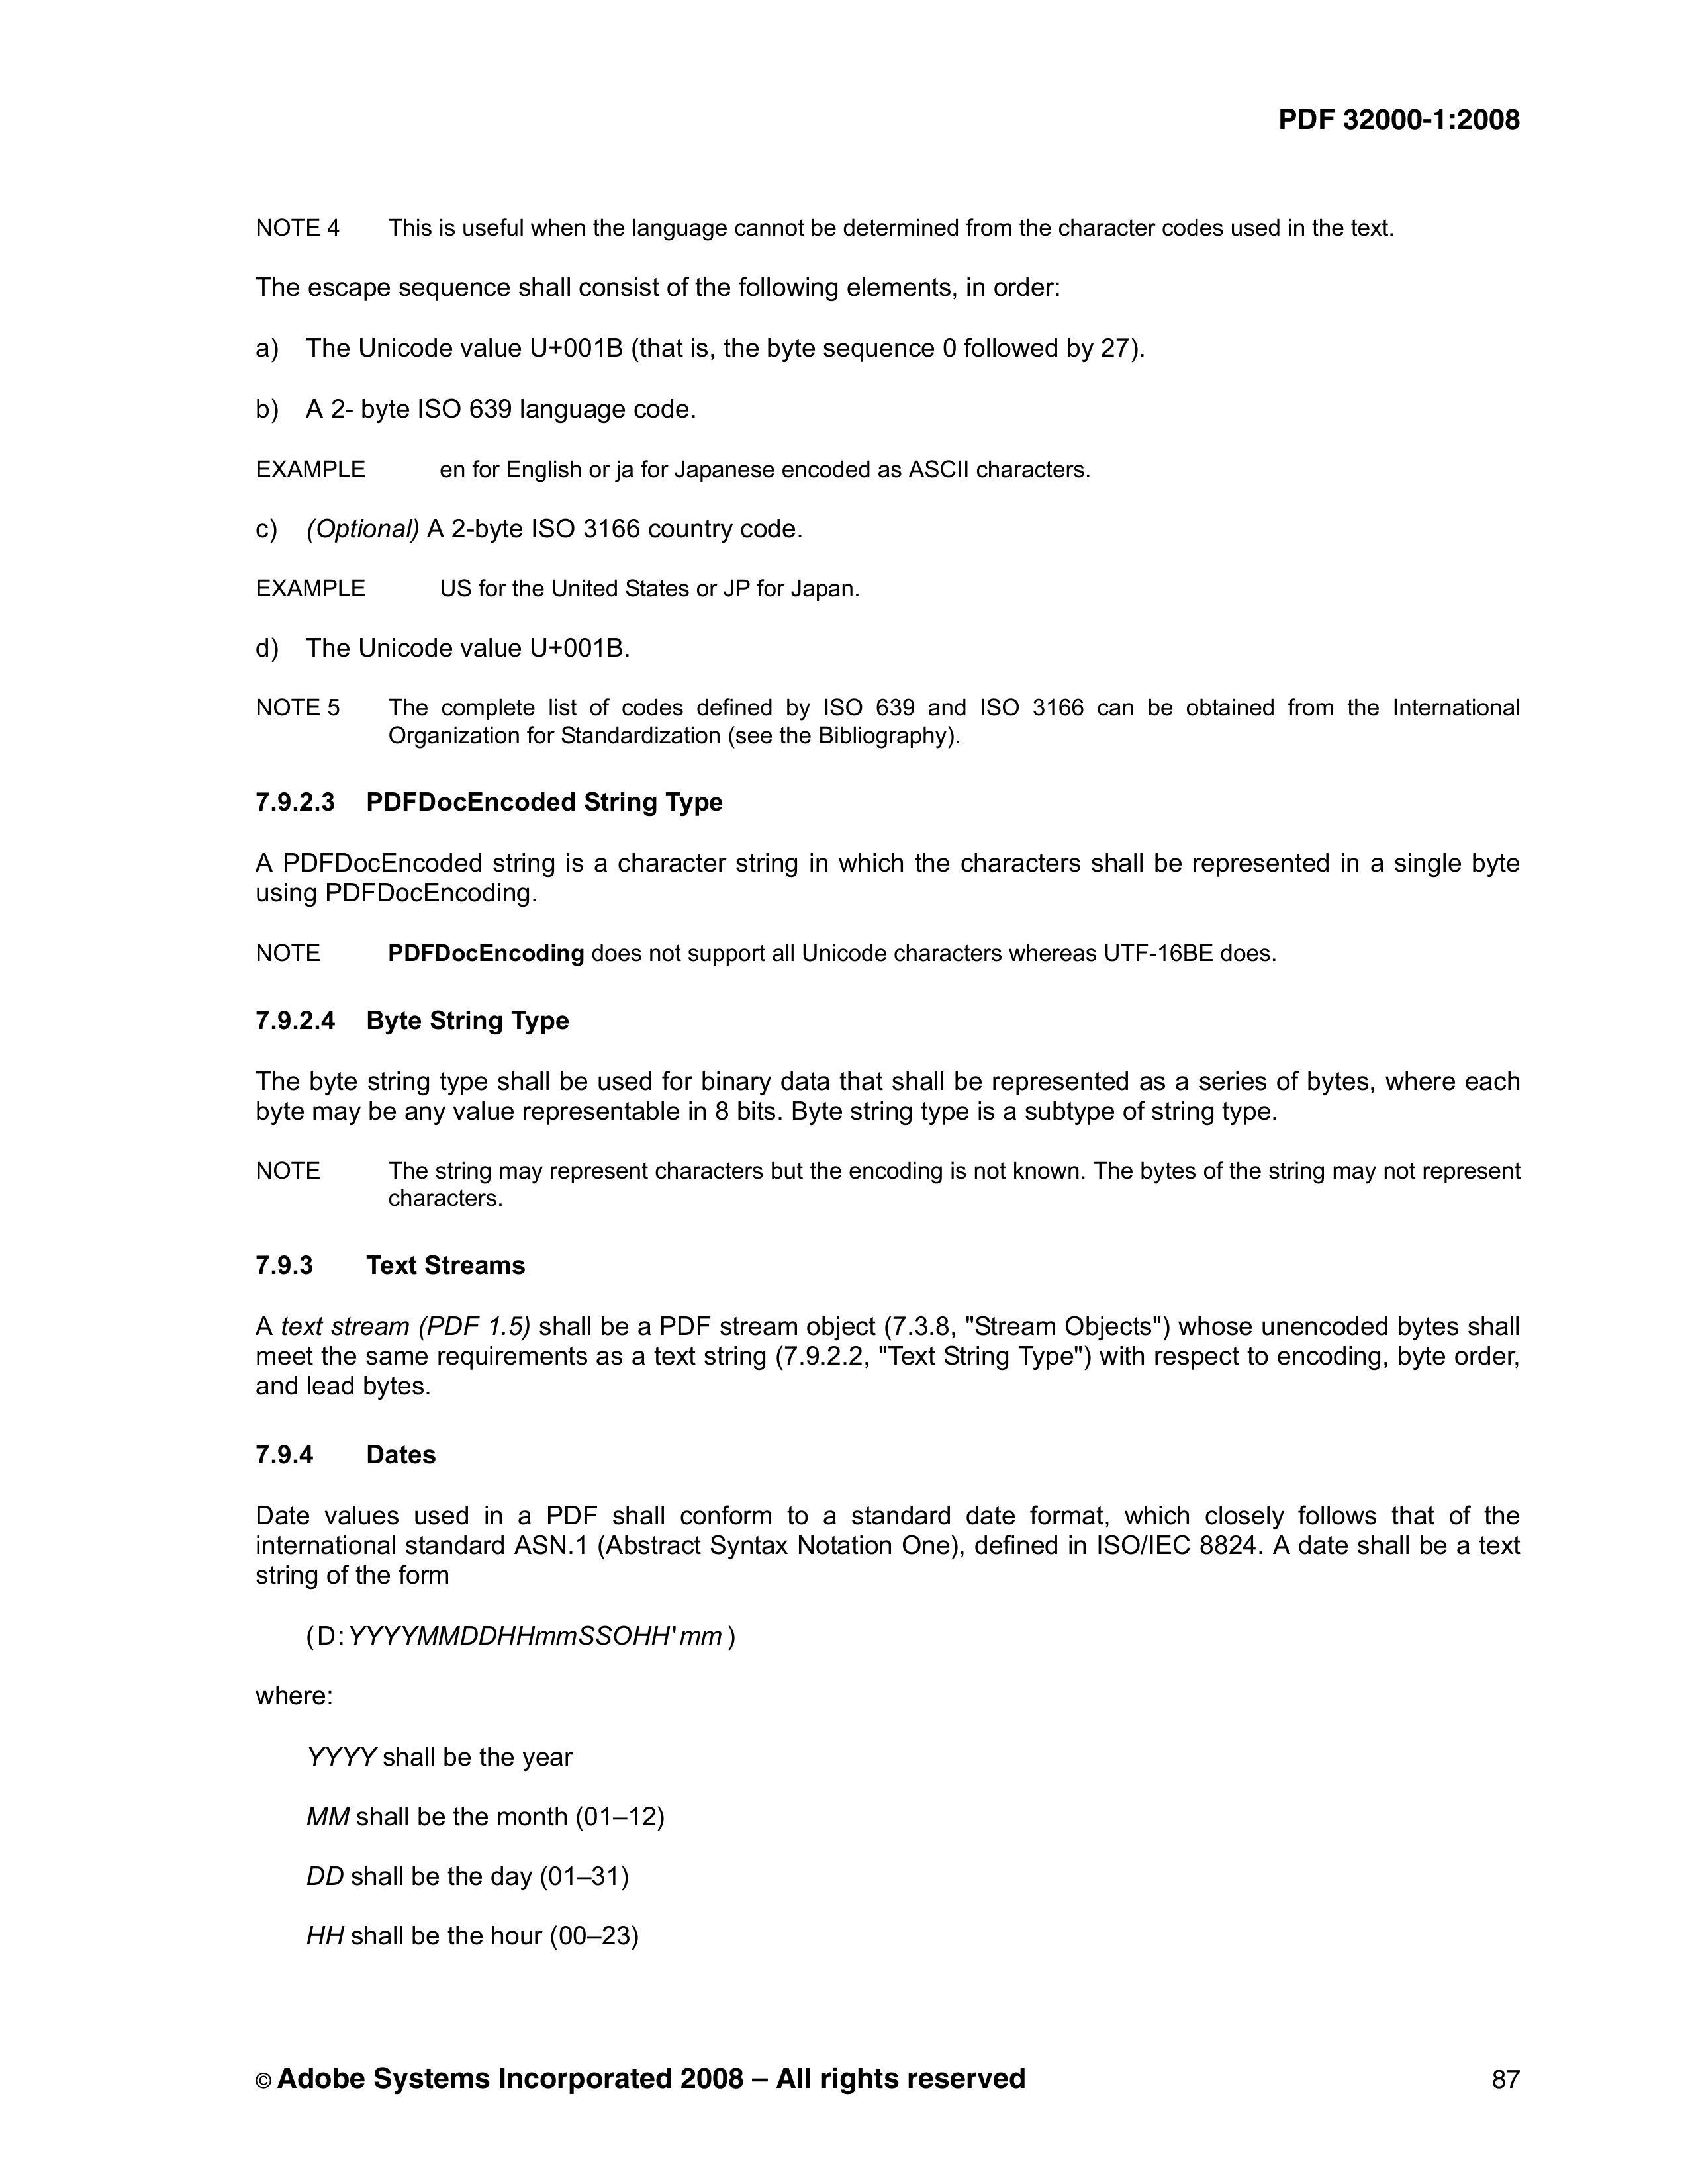 PDF 32000-1:2008
NOTE 4 This is useful when the language cannot be determined from the character codes used in the text.
The escape sequence shall consist of the following elements, in order:
a) The Unicode value U+001B (that is, the byte sequence 0 followed by 27).
b) A 2- byte ISO 639 language code.
EXAMPLE en for English or ja for Japanese encoded as ASCII characters.
c) (Optional) A 2-byte ISO 3166 country code.
EXAMPLE US for the United States or JP for Japan.
d) The Unicode value U+001B.
NOTE 5 The complete list of codes defined by ISO 639 and ISO 3166 can be obtained from the International
Organization for Standardization (see the Bibliography).
7.9.2.3 PDFDocEncoded String Type
A PDFDocEncoded string is a character string in which the characters shall be represented in a single byte
using PDFDocEncoding.
NOTE PDFDocEncoding does not support all Unicode characters whereas UTF-16BE does.
7.9.2.4 Byte String Type
The byte string type shall be used for binary data that shall be represented as a series of bytes, where each
byte may be any value representable in 8 bits. Byte string type is a subtype of string type.
NOTE The string may represent characters but the encoding is not known. The bytes of the string may not represent
characters.
7.9.3 Text Streams
A text stream (PDF 1.5) shall be a PDF stream object (7.3.8, "Stream Objects") whose unencoded bytes shall
meet the same requirements as a text string (7.9.2.2, "Text String Type") with respect to encoding, byte order,
and lead bytes.
7.9.4 Dates
Date values used in a PDF shall conform to a standard date format, which closely follows that of the
international standard ASN.1 (Abstract Syntax Notation One), defined in ISO/IEC 8824. A date shall be a text
string of the form
(D:YYYYMMDDHHmmSSOHH'mm)
where:
YYYY shall be the year
MM shall be the month (01–12)
DD shall be the day (01–31)
HH shall be the hour (00–23)
© Adobe Systems Incorporated 2008 – All rights reserved 87